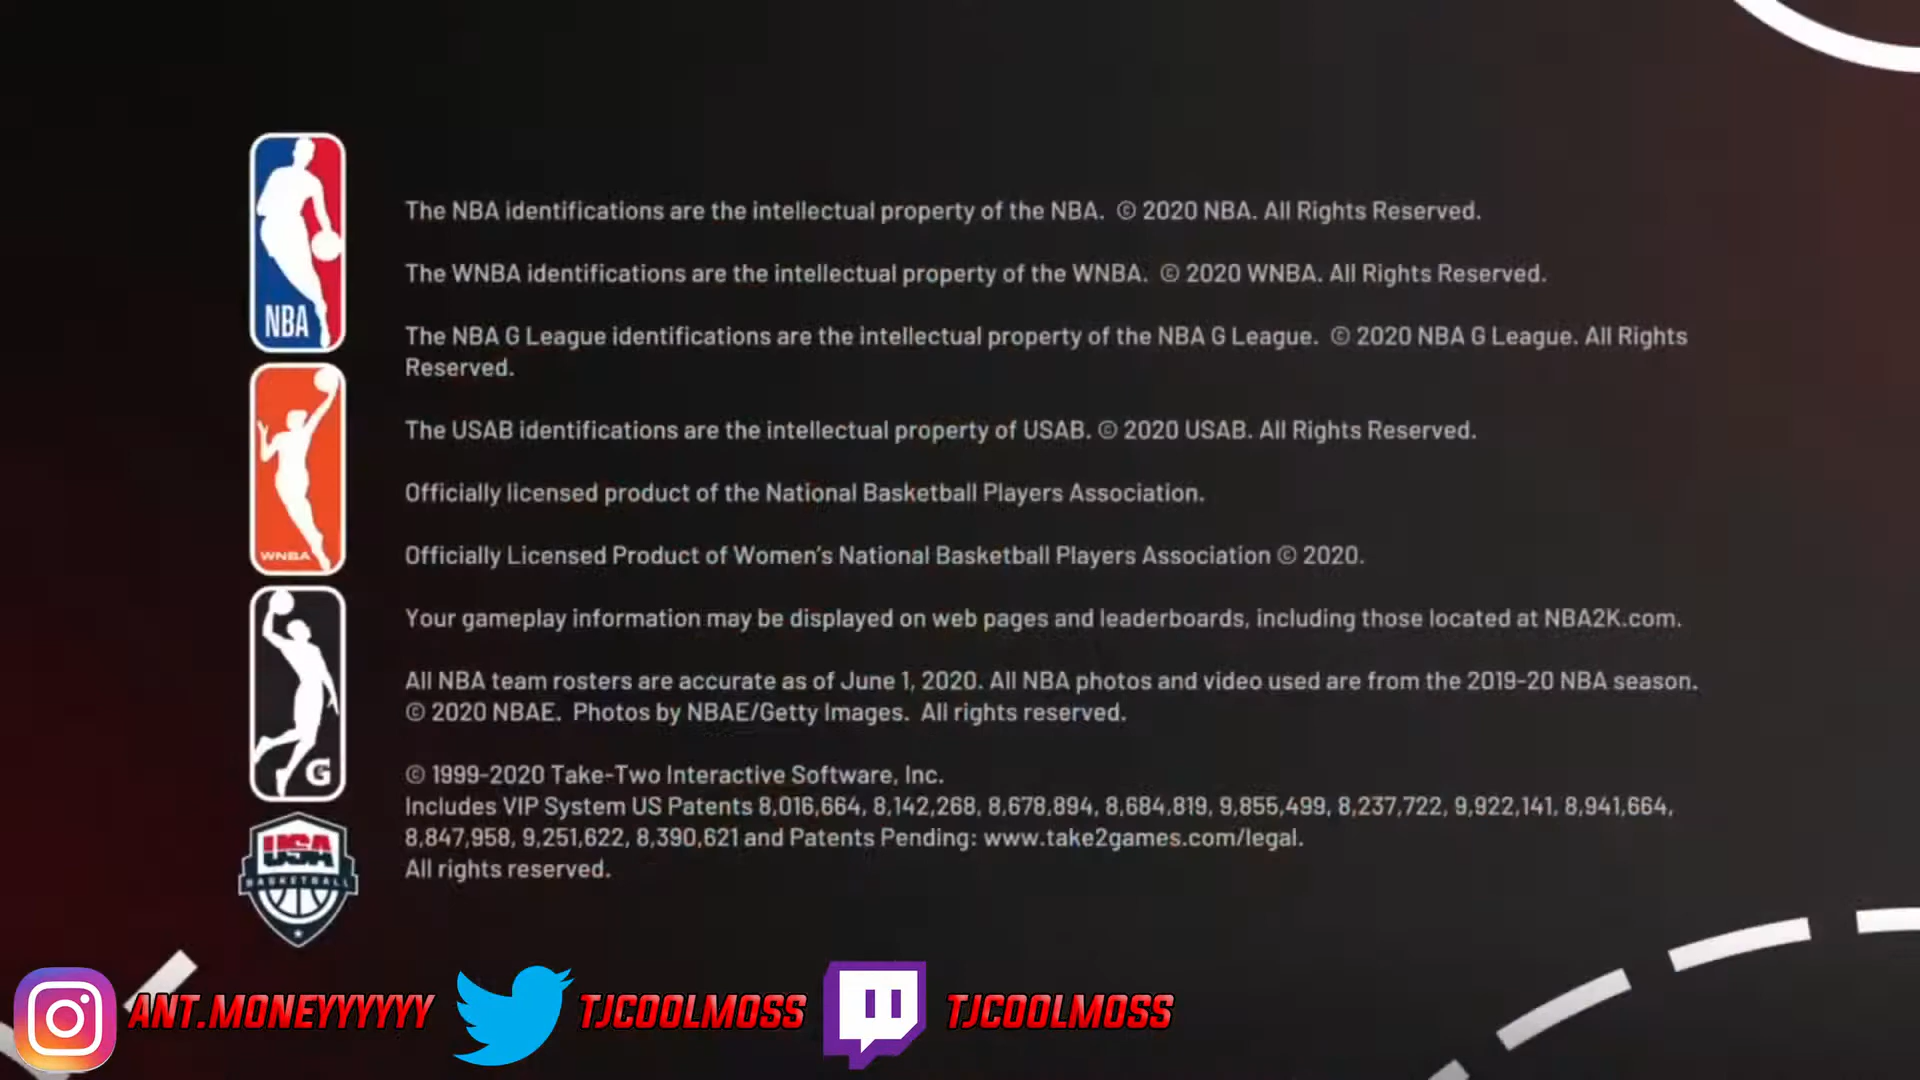 NBA
The NBA identifications are the intellectual property of the NBA. © 2020 NBA. All Rights Reserved.
The WNBA identifications are the intellectual property of the WNBA. © 2020 WNBA. All Rights Reserved.
The NBA G League identifications are the intellectual property of the NBA G League. © 2020 NBA G League. All Rights
Reserved.
WNBA
The USAB identifications are the intellectual property of USAB. © 2020 USAB. All Rights Reserved.
Officially licensed product of the National Basketball Players Association.
Officially Licensed Product of Women's National Basketball Players Association © 2020.
Your gameplay information may be displayed on web pages and leaderboards, including those located at NBA2K.com.
All NBA team rosters are accurate as of June 1, 2020. All NBA photos and video used are from the 2019-20 NBA season.
© 2020 NBAE. Photos by NBAE/Getty Images. All rights reserved.
G
© 1999-2020 Take-Two Interactive Software, Inc.
Includes VIP System US Patents 8,016,664, 8,142,268, 8,678,894, 8,684,819, 9,855,499, 8,237,722, 9,922,141, 8,941,664,
8,847,958, 9,251,622, 8,390,621 and Patents Pending: www.take2games.com/legal.
All rights reserved.
USA
BASKETBALL
ANT.MONEYYYYYY TJCOOLMOSS TJCOOLMOSS